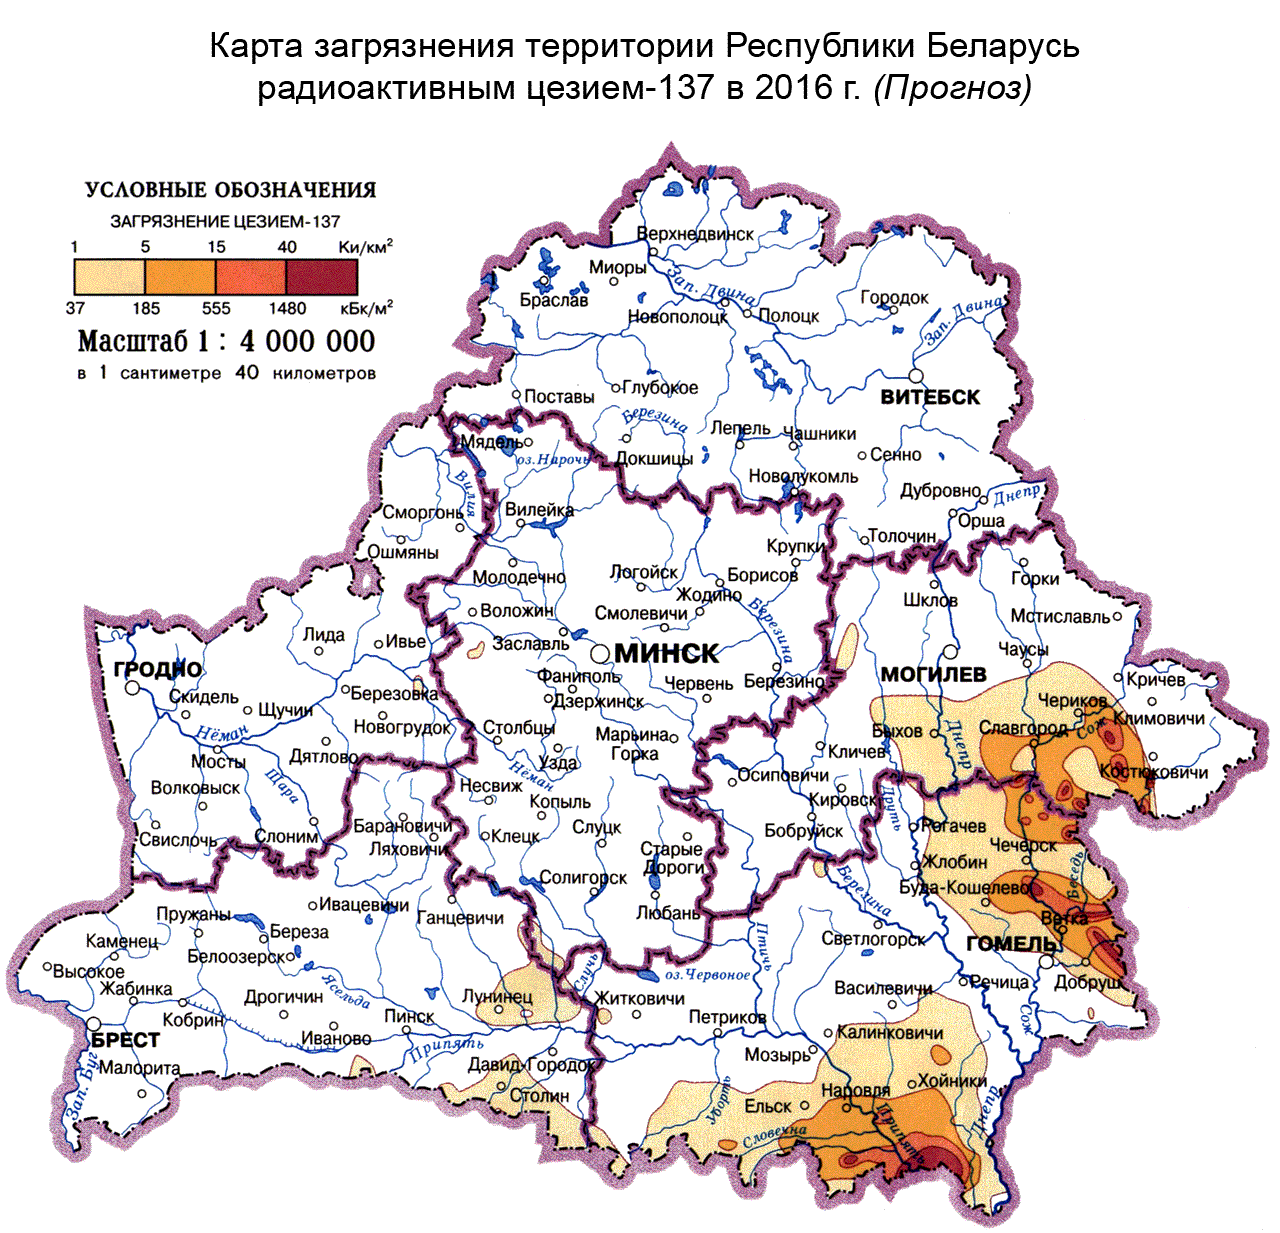 Карта загрязнения территории Республики Беларусь
радиоактивным цезием-137 в 2016 г. (Прогноз)
УСЛОВНЫЕ ОБОЗНАЧЕНИЯ
ЗАГРЯЗНЕНИЕ ЦЕЗИЕМ-137
1 5 15 40 Ки/км²
37 185 555 1480 кБк/м²
Масштаб 1 : 4 000 000
в 1 сантиметре 40 километров
Верхнедвинск
Миоры
Браслав
Зап. Двина
Новополоцк
Полоцк
Городок
Зап. Двина
ВИТЕБСК
Поставы
Глубокое
Березина
Лепель
Чашники
Мядель
оз.Нарочь
Докшицы
Сенно
Новолукомль
Дубровно
Днепр
Орша
Вилия
Сморгонь
Вилейка
Ошмяны
Толочин
Крупки
Молодечно
Логойск
Борисов
Жодино
Горки
Шклов
Мстиславль
Воложин
Смолевичи
Березина
Лида
Ивье
Заславль
МИНСК
Чаусы
ГРОДНО
Фаниполь
Червень
Березино
МОГИЛЕВ
Кричев
Скидель
Щучин
Березовка
Дзержинск
Чериков
Климовичи
Новогрудок
Столбцы
Марьина
Горка
Быхов
Славгород
Сож
Нёман
Мосты
Дятлово
Узда
Кличев
Днепр
Костюковичи
Щара
Нёман
Осиповичи
Волковыск
Несвиж
Копыль
Кировск
Друть
Свислочь
Слоним
Барановичи
Ляховичи
Клецк
Слуцк
Бобруйск
Рогачев
Чечерск
Старые
Дороги
Жлобин
Беседь
Солигорск
Березина
Буда-Кошелево
Пружаны
Ивацевичи
Ганцевичи
Любань
Ветка
Каменец
Береза
Птичь
Светлогорск
ГОМЕЛЬ
Высокое
Белоозерск
Случь
оз.Червоное
Жабинка
Ясельда
Речица
Добруш
Дрогичин
Лунинец
Житковичи
Василевичи
Кобрин
Пинск
Петриков
Сож
БРЕСТ
Иваново
Припять
Калинковичи
Мозырь
Малорита
Давид-Городок
Хойники
Зап. Буг
Столин
Уборть
Ельск
Наровля
Припять
Днепр
Словечна